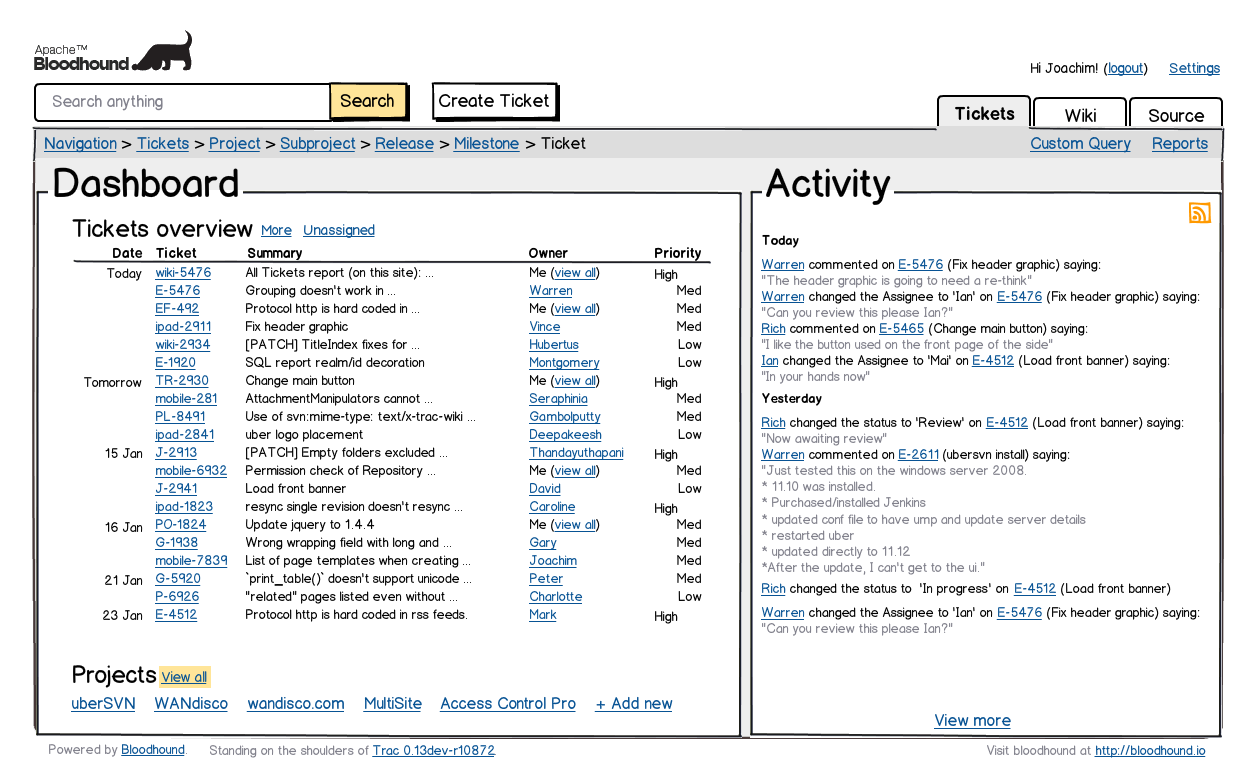 Apache™
Bloodhound
Hi Joachim! (logout) Settings
Search anything Search Create Ticket
Tickets Wiki Source
Navigation > Tickets > Project > Subproject > Release > Milestone > Ticket
Custom Query Reports
Dashboard
Tickets overview More Unassigned
Date Ticket Summary Owner Priority
Today wiki-5476 All Tickets report (on this site): ... Me (view all) High
E-5476 Grouping doesn't work in ... Warren Med
EF-492 Protocol http is hard coded in ... Me (view all) Med
ipad-2911 Fix header graphic Vince Med
wiki-2934 [PATCH] TitleIndex fixes for ... Hubertus Low
E-1920 SQL report realm/id decoration Montgomery Low
Tomorrow TR-2930 Change main button Me (view all) High
mobile-281 AttachmentManipulators cannot ... Seraphinia Med
PL-8491 Use of svn:mime-type: text/x-trac-wiki ... Gambolputty Med
ipad-2841 uber logo placement Deepakeesh Low
15 Jan J-2913 [PATCH] Empty folders excluded ... Thandayuthapani High
mobile-6932 Permission check of Repository ... Me (view all) Med
J-2941 Load front banner David Low
ipad-1823 resync single revision doesn't resync ... Caroline High
16 Jan PO-1824 Update jquery to 1.4.4 Me (view all) Med
G-1938 Wrong wrapping field with long and ... Gary Med
mobile-7839 List of page templates when creating ... Joachim Med
21 Jan G-5920 `print_table()` doesn't support unicode ... Peter Med
P-6926 "related" pages listed even without ... Charlotte Low
23 Jan E-4512 Protocol http is hard coded in rss feeds. Mark High
Projects View all
uberSVN WANdisco wandisco.com MultiSite Access Control Pro + Add new
Activity
Today
Warren commented on E-5476 (Fix header graphic) saying:
"The header graphic is going to need a re-think"
Warren changed the Assignee to 'Ian' on E-5476 (Fix header graphic) saying:
"Can you review this please Ian?"
Rich commented on E-5465 (Change main button) saying:
"I like the button used on the front page of the side"
Ian changed the Assignee to 'Mai' on E-4512 (Load front banner) saying:
"In your hands now"
Yesterday
Rich changed the status to 'Review' on E-4512 (Load front banner) saying:
"Now awaiting review"
Warren commented on E-2611 (ubersvn install) saying:
"Just tested this on the windows server 2008.
* 11.10 was installed.
* Purchased/installed Jenkins
* updated conf file to have ump and update server details
* restarted uber
* updated directly to 11.12
*After the update, I can't get to the ui."
Rich changed the status to 'In progress' on E-4512 (Load front banner)
Warren changed the Assignee to 'Ian' on E-5476 (Fix header graphic) saying:
"Can you review this please Ian?"
View more
Powered by Bloodhound. Standing on the shoulders of Trac 0.13dev-r10872
Visit bloodhound at http://bloodhound.io